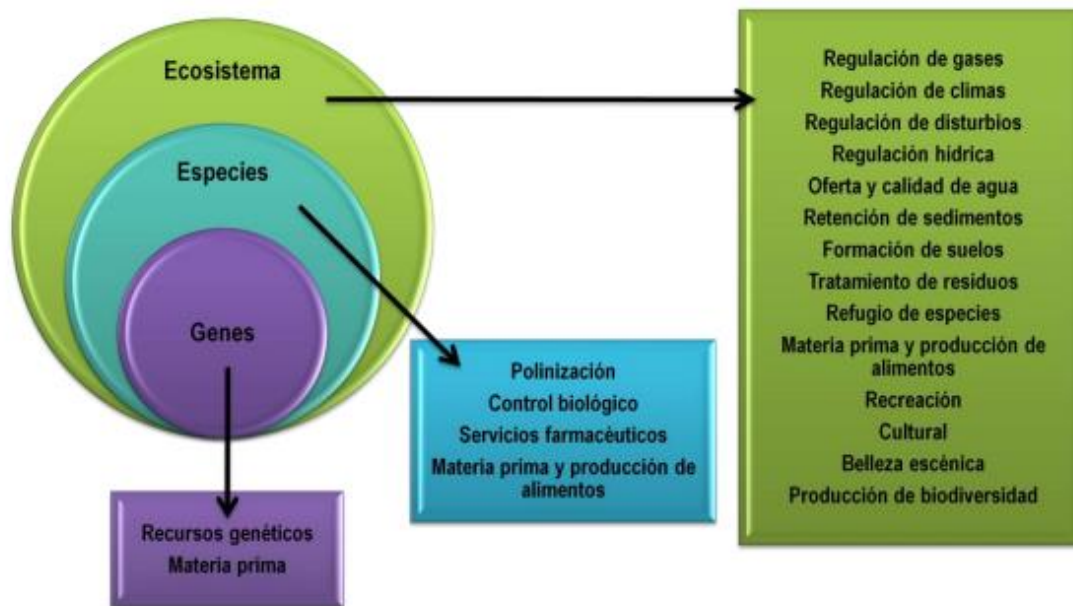 Ecosistema
Especies
Genes
Recursos genéticos
Materia prima
Polinización
Control biológico
Servicios farmacéuticos
Materia prima y producción de
alimentos
Regulación de gases
Regulación de climas
Regulación de disturbios
Regulación hídrica
Oferta y calidad de agua
Retención de sedimentos
Formación de suelos
Tratamiento de residuos
Refugio de especies
Materia prima y producción de
alimentos
Recreación
Cultural
Belleza escénica
Producción de biodiversidad